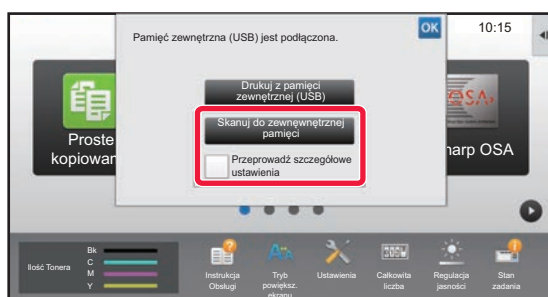 Pamięć zewnętrzna (USB) jest podłączona.
OK
10:15
Drukuj z pamięci
zewnętrznej (USB)
Skanuj do zewnęwnętrznej
pamięci
Przeprowadź szczegółowe
ustawienia
Proste
kopiowan
OSA
harp OSA
Ilość Tonera
Bk
C
M
Y
Instrukcja
Obsługi
Tryb
powiększ.
ekranu
Ustawienia
Całkowita
liczba
Regulacja
jasności
Stan
zadania